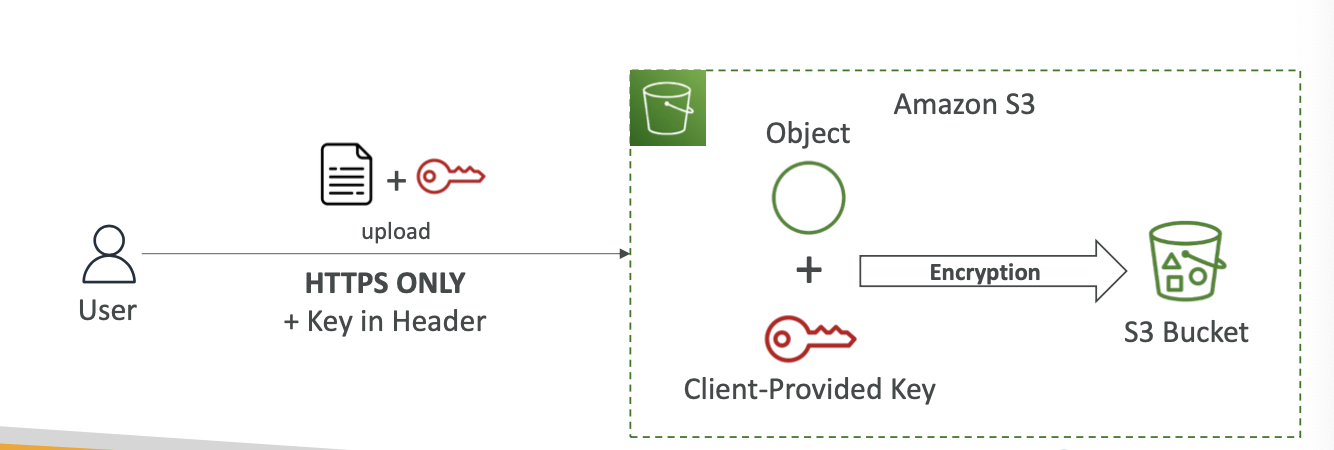 Amazon S3
Object
+
upload
HTTPS ONLY
+ Key in Header
User
+
Encryption
Client-Provided Key
S3 Bucket